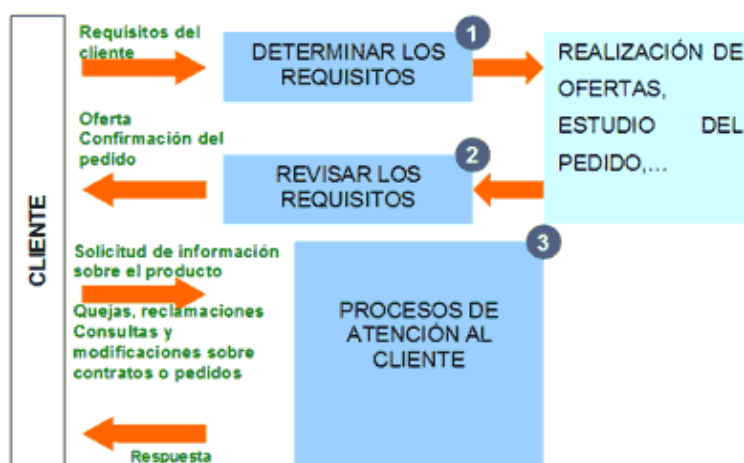 Requisitos del
cliente
1
DETERMINAR LOS
REQUISITOS
REALIZACIÓN DE
OFERTAS,
ESTUDIO DEL
PEDIDO,...
Oferta
Confirmación del
pedido
2
REVISAR LOS
REQUISITOS
CLIENTE
3
Solicitud de información
sobre el producto
Quejas, reclamaciones
Consultas y
modificaciones sobre
contratos o pedidos
PROCESOS DE
ATENCIÓN AL
CLIENTE
Respuesta